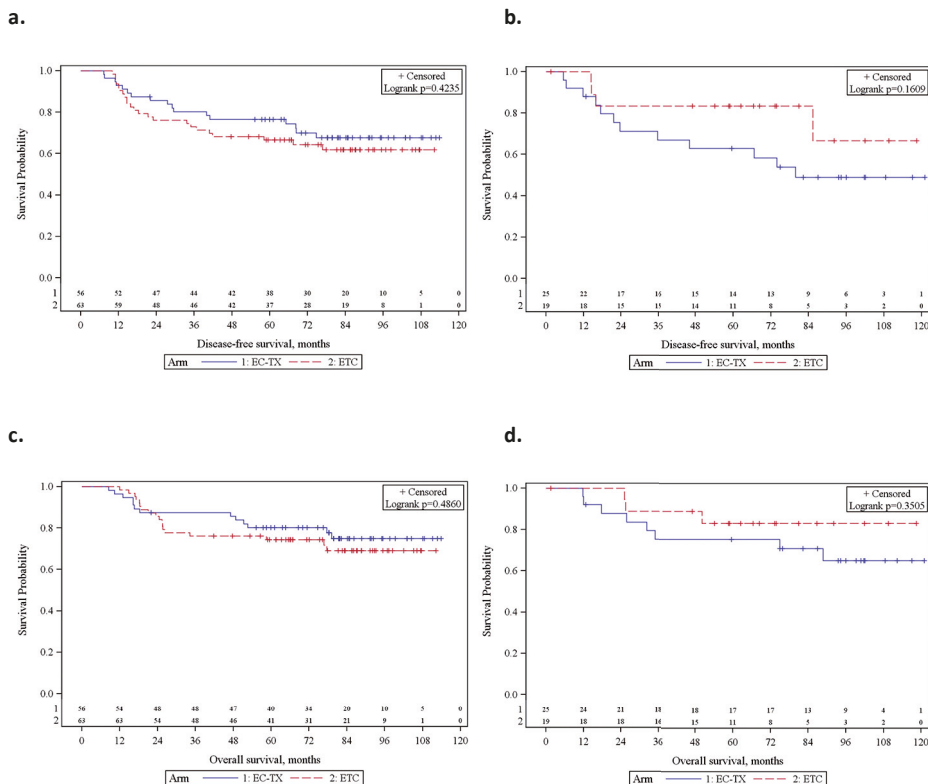 a.
1.0
0.8
0.6
0.4
0.2
0.0
Survival Probability
+ Censored
Logrank p=0.4235
1 56 52 47 44 42 38 30 20 10 5 0
2 63 59 48 46 42 37 28 19 8 1 0
0 12 24 36 48 60 72 84 96 108 120
Disease-free survival, months
Arm 1: EC-TX 2: ETC
b.
1.0
0.8
0.6
0.4
0.2
0.0
Survival Probability
+ Censored
Logrank p=0.1609
1 25 22 17 16 15 14 13 9 6 3 1
2 19 18 15 15 14 11 8 5 3 2 0
0 12 24 36 48 60 72 84 96 108 120
Disease-free survival, months
Arm 1: EC-TX 2: ETC
c.
1.0
0.8
0.6
0.4
0.2
0.0
Survival Probability
+ Censored
Logrank p=0.4860
1 56 54 48 48 47 40 34 20 10 5 0
2 63 63 54 48 46 41 31 21 9 1 0
0 12 24 36 48 60 72 84 96 108 120
Overall survival, months
Arm 1: EC-TX 2: ETC
d.
1.0
0.8
0.6
0.4
0.2
0.0
Survival Probability
+ Censored
Logrank p=0.3505
1 25 24 21 18 18 17 17 13 9 4 1
2 19 18 18 16 15 11 8 5 3 2 0
0 12 24 36 48 60 72 84 96 108 120
Overall survival, months
Arm 1: EC-TX 2: ETC